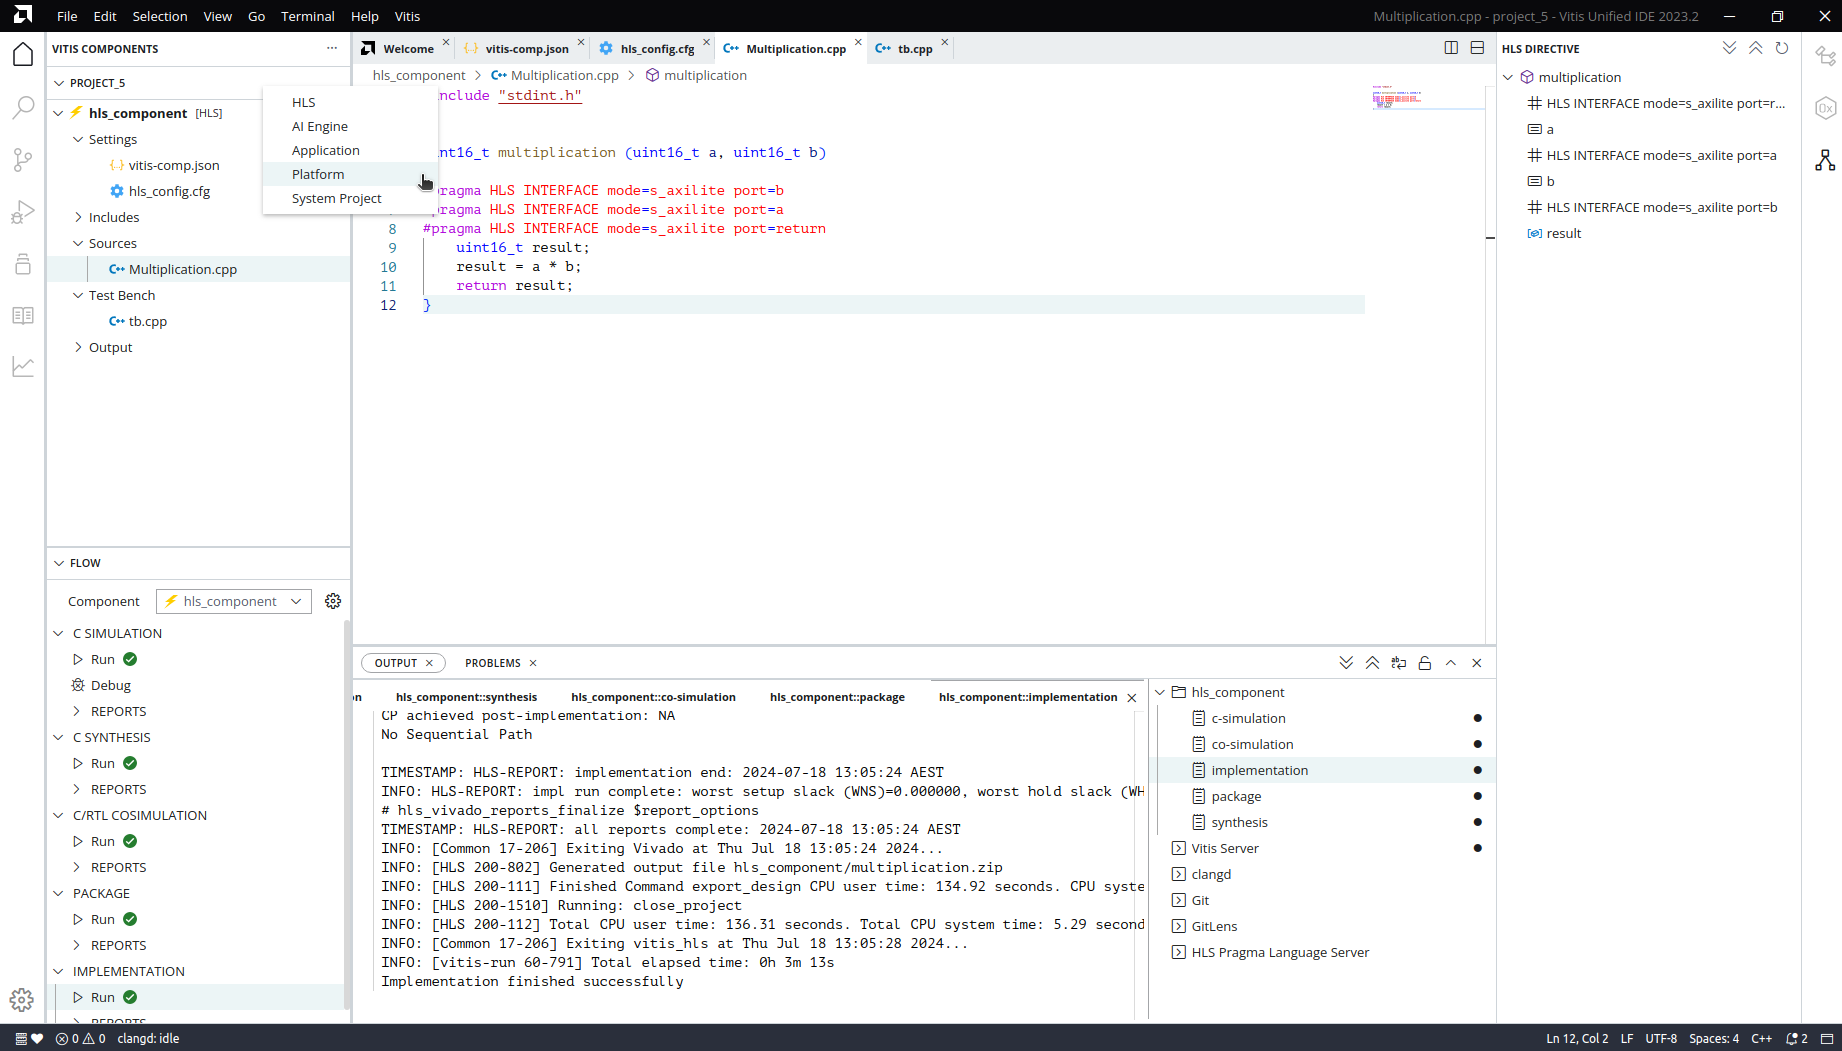 File Edit Selection View Go Terminal Help Vitis
Multiplication.cpp - project_5 - Vitis Unified IDE 2023.2
VITIS COMPONENTS
PROJECT_5
hls_component [HLS]
Settings
vitis-comp.json
hls_config.cfg
Includes
Sources
Multiplication.cpp
Test Bench
tb.cpp
Output
HLS
AI Engine
Application
Platform
System Project
FLOW
Component hls_component
C SIMULATION
Run
Debug
REPORTS
C SYNTHESIS
Run
REPORTS
C/RTL COSIMULATION
Run
REPORTS
PACKAGE
Run
REPORTS
IMPLEMENTATION
Run
REPORTS
Welcome vitis-comp.json hls_config.cfg Multiplication.cpp tb.cpp
hls_component > Multiplication.cpp > multiplication
nclude "stdint.h"
nt16_t multiplication (uint16_t a, uint16_t b)
pragma HLS INTERFACE mode=s_axilite port=b
pragma HLS INTERFACE mode=s_axilite port=a
8 #pragma HLS INTERFACE mode=s_axilite port=return
9 uint16_t result;
10 result = a * b;
11 return result;
12 }
OUTPUT PROBLEMS
on hls_component::synthesis hls_component::co-simulation hls_component::package hls_component::implementation
CP achieved post-implementation: NA
No Sequential Path
TIMESTAMP: HLS-REPORT: implementation end: 2024-07-18 13:05:24 AEST
INFO: HLS-REPORT: impl run complete: worst setup slack (WNS)=0.000000, worst hold slack (WH
# hls_vivado_reports_finalize $report_options
TIMESTAMP: HLS-REPORT: all reports complete: 2024-07-18 13:05:24 AEST
INFO: [Common 17-206] Exiting Vivado at Thu Jul 18 13:05:24 2024...
INFO: [HLS 200-802] Generated output file hls_component/multiplication.zip
INFO: [HLS 200-111] Finished Command export_design CPU user time: 134.92 seconds. CPU syste
INFO: [HLS 200-1510] Running: close_project
INFO: [HLS 200-112] Total CPU user time: 136.31 seconds. Total CPU system time: 5.29 second
INFO: [Common 17-206] Exiting vitis_hls at Thu Jul 18 13:05:28 2024...
INFO: [vitis-run 60-791] Total elapsed time: 0h 3m 13s
Implementation finished successfully
hls_component
c-simulation
co-simulation
implementation
package
synthesis
Vitis Server
clangd
Git
GitLens
HLS Pragma Language Server
HLS DIRECTIVE
multiplication
HLS INTERFACE mode=s_axilite port=r...
a
HLS INTERFACE mode=s_axilite port=a
b
HLS INTERFACE mode=s_axilite port=b
result
0x
0 0 clangd: idle
Ln 12, Col 2 LF UTF-8 Spaces: 4 C++ 2